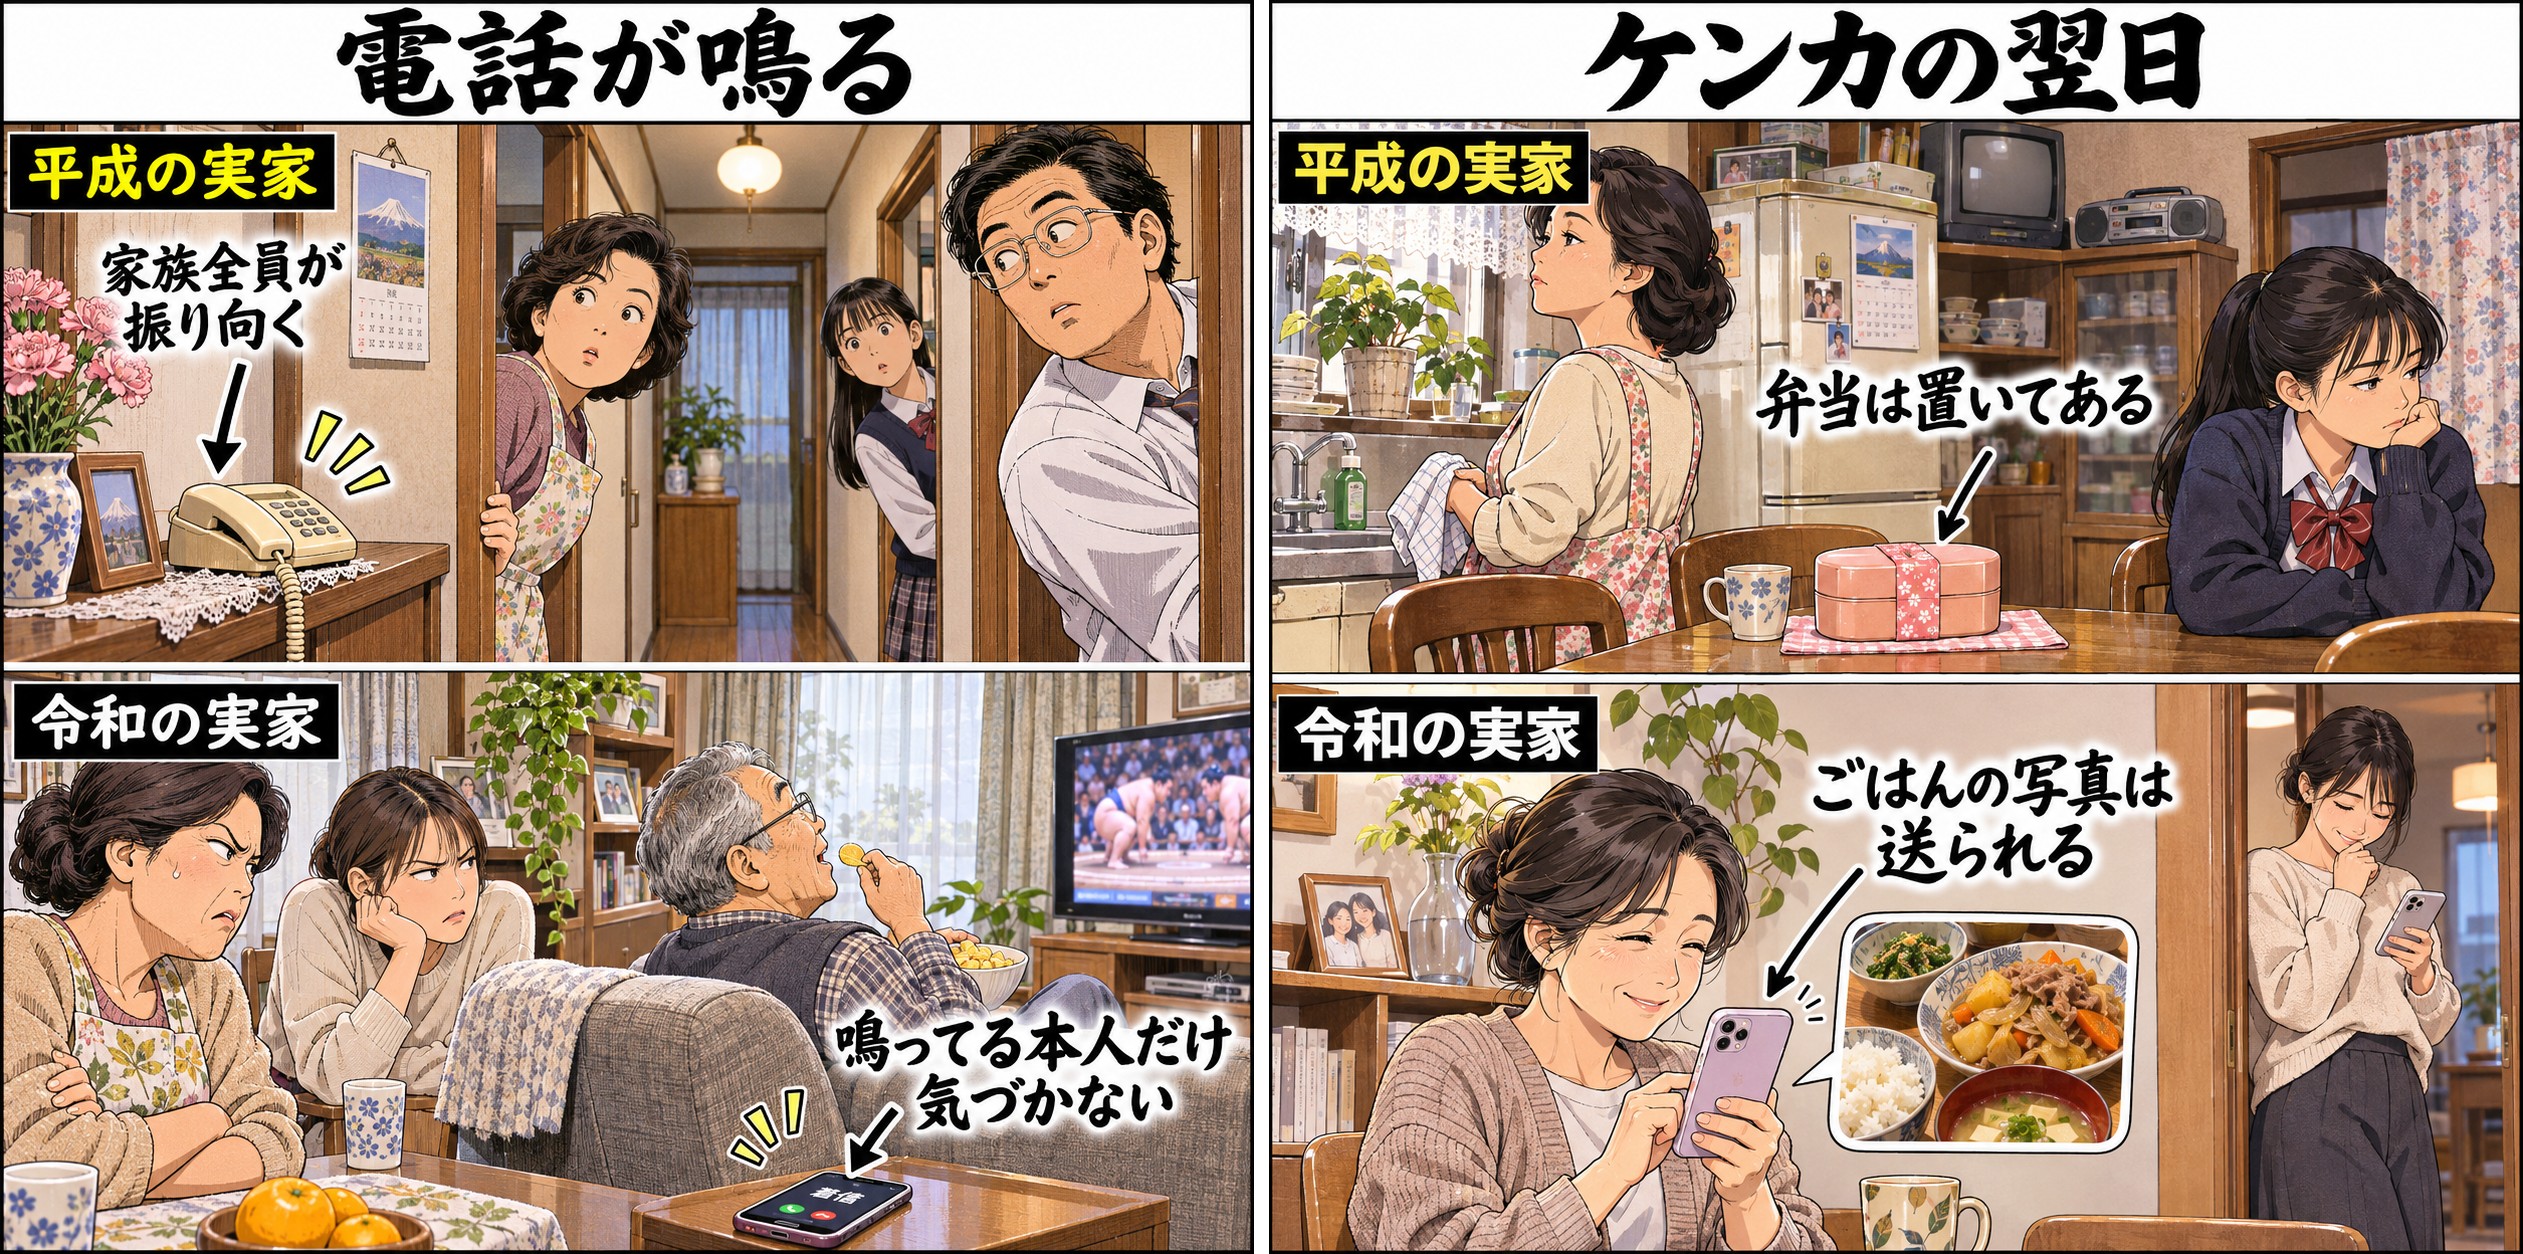 電話が鳴る
平成の実家
家族全員が
振り向く
令和の実家
鳴ってる本人だけ
気づかない
着信
ケンカの翌日
平成の実家
弁当は置いてある
令和の実家
ごはんの写真は
送られる